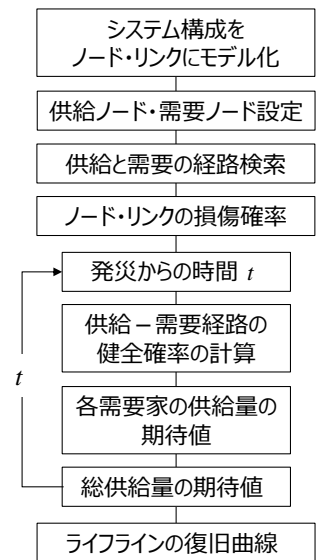 システム構成を
ノード・リンクにモデル化
供給ノード・需要ノード設定
供給と需要の経路検索
ノード・リンクの損傷確率
発災からの時間 t
供給－需要経路の
健全確率の計算
t
各需要家の供給量の
期待値
総供給量の期待値
ライフラインの復旧曲線